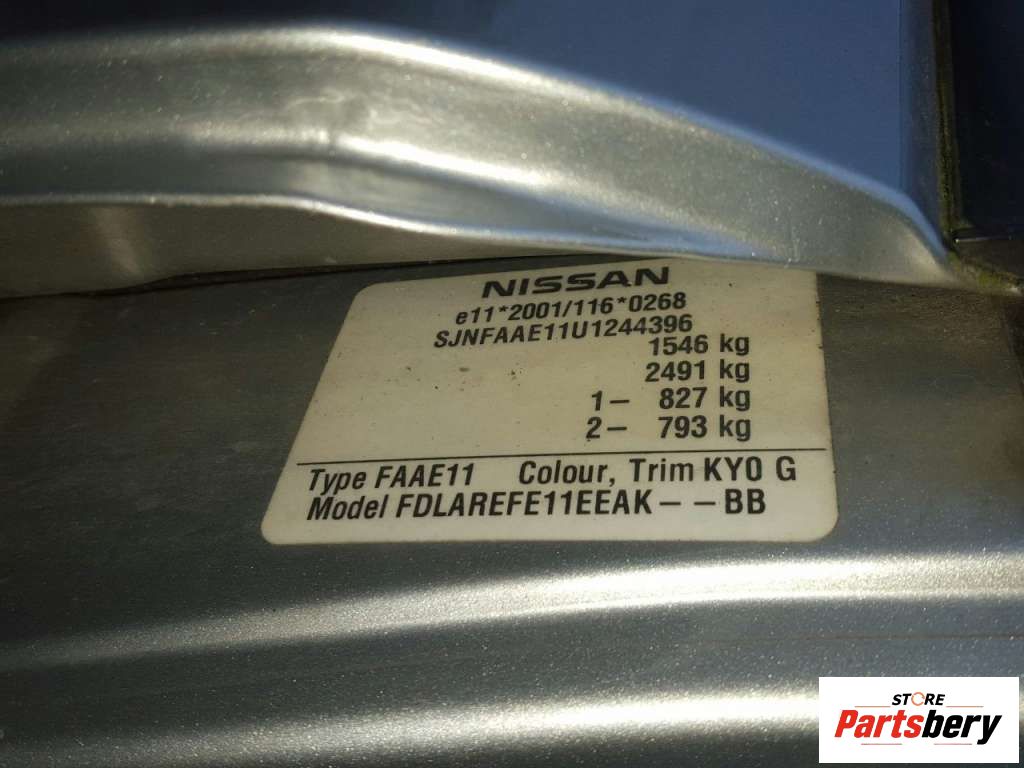 NISSAN
e11*2001/116*0268
SJNFAAE11U1244396
1546 kg
2491 kg
1– 827 kg
2– 793 kg
Type FAAE11 Colour, Trim KY0 G
Model FDLAREFE11EEAK – – BB
STORE
Partsbery